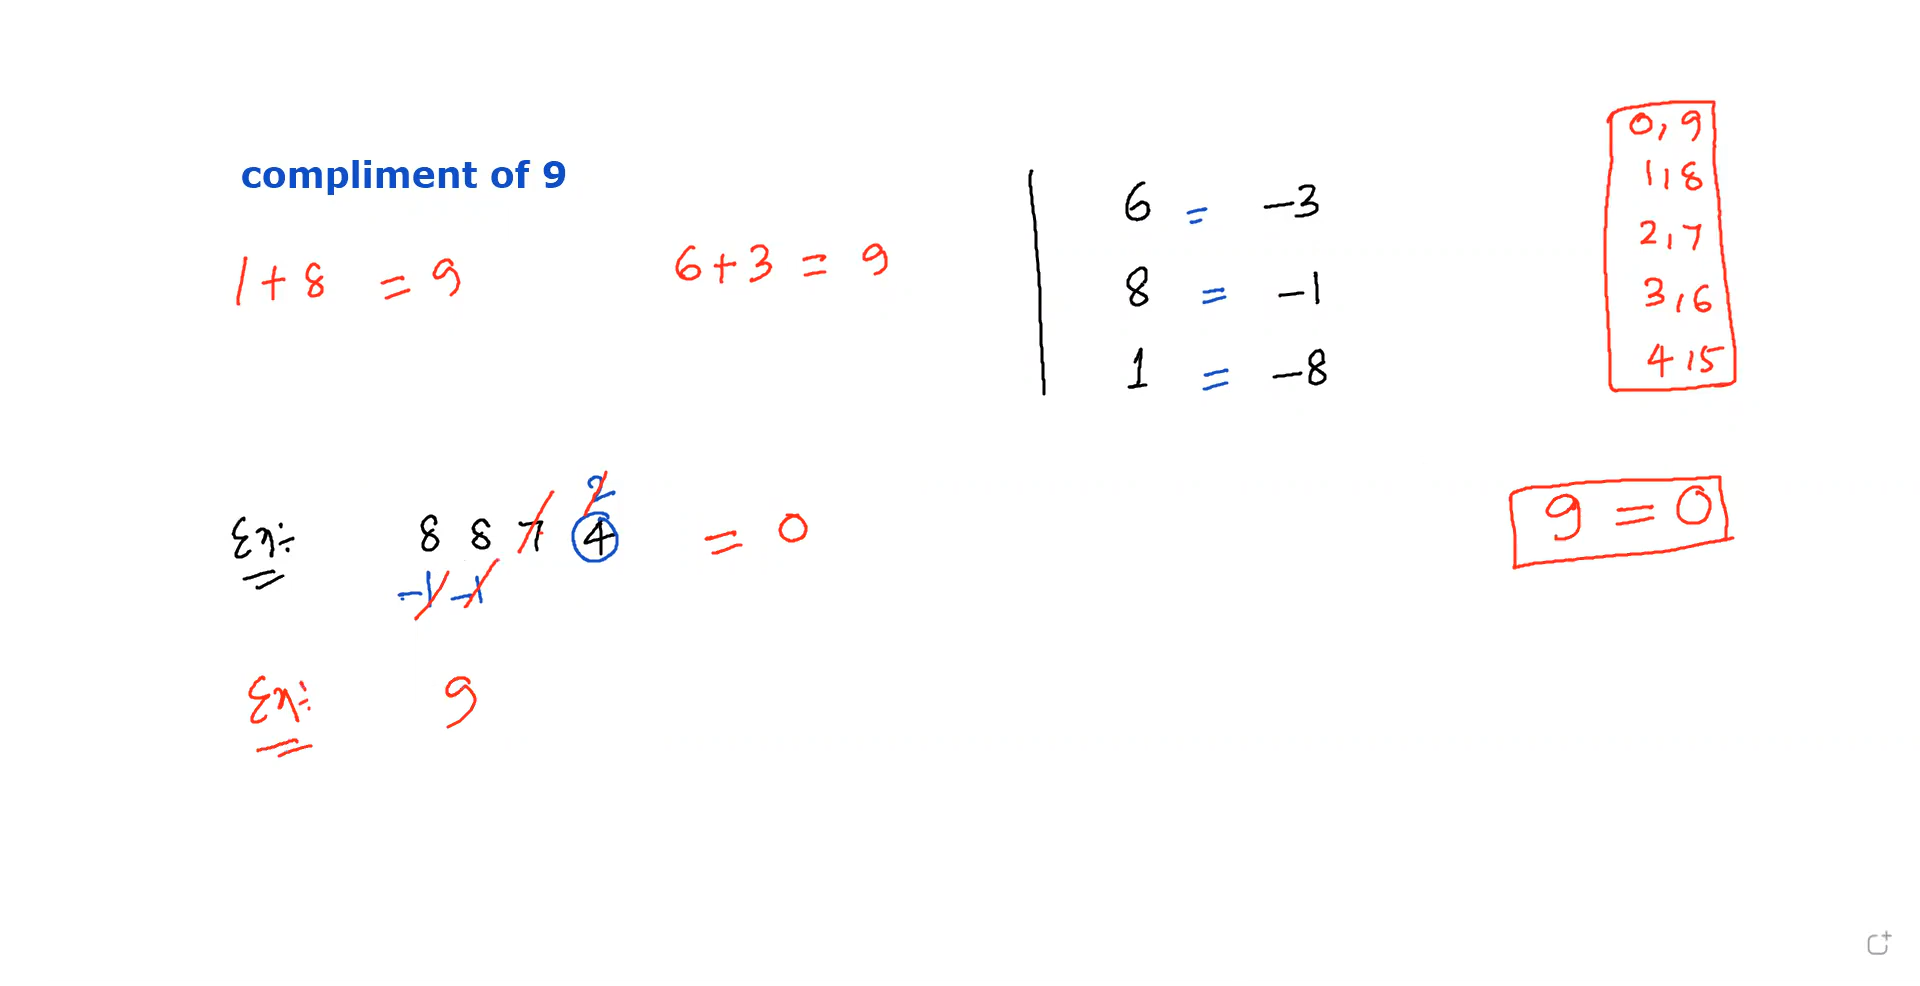 compliment of 9
1 + 8 = 9
6 + 3 = 9
6 = -3
8 = -1
1 = -8
0, 9
1, 8
2, 7
3, 6
4, 5
2
Ex:- 8 8 7 4 = 0
-1 -1
9 = 0
Ex:- 9